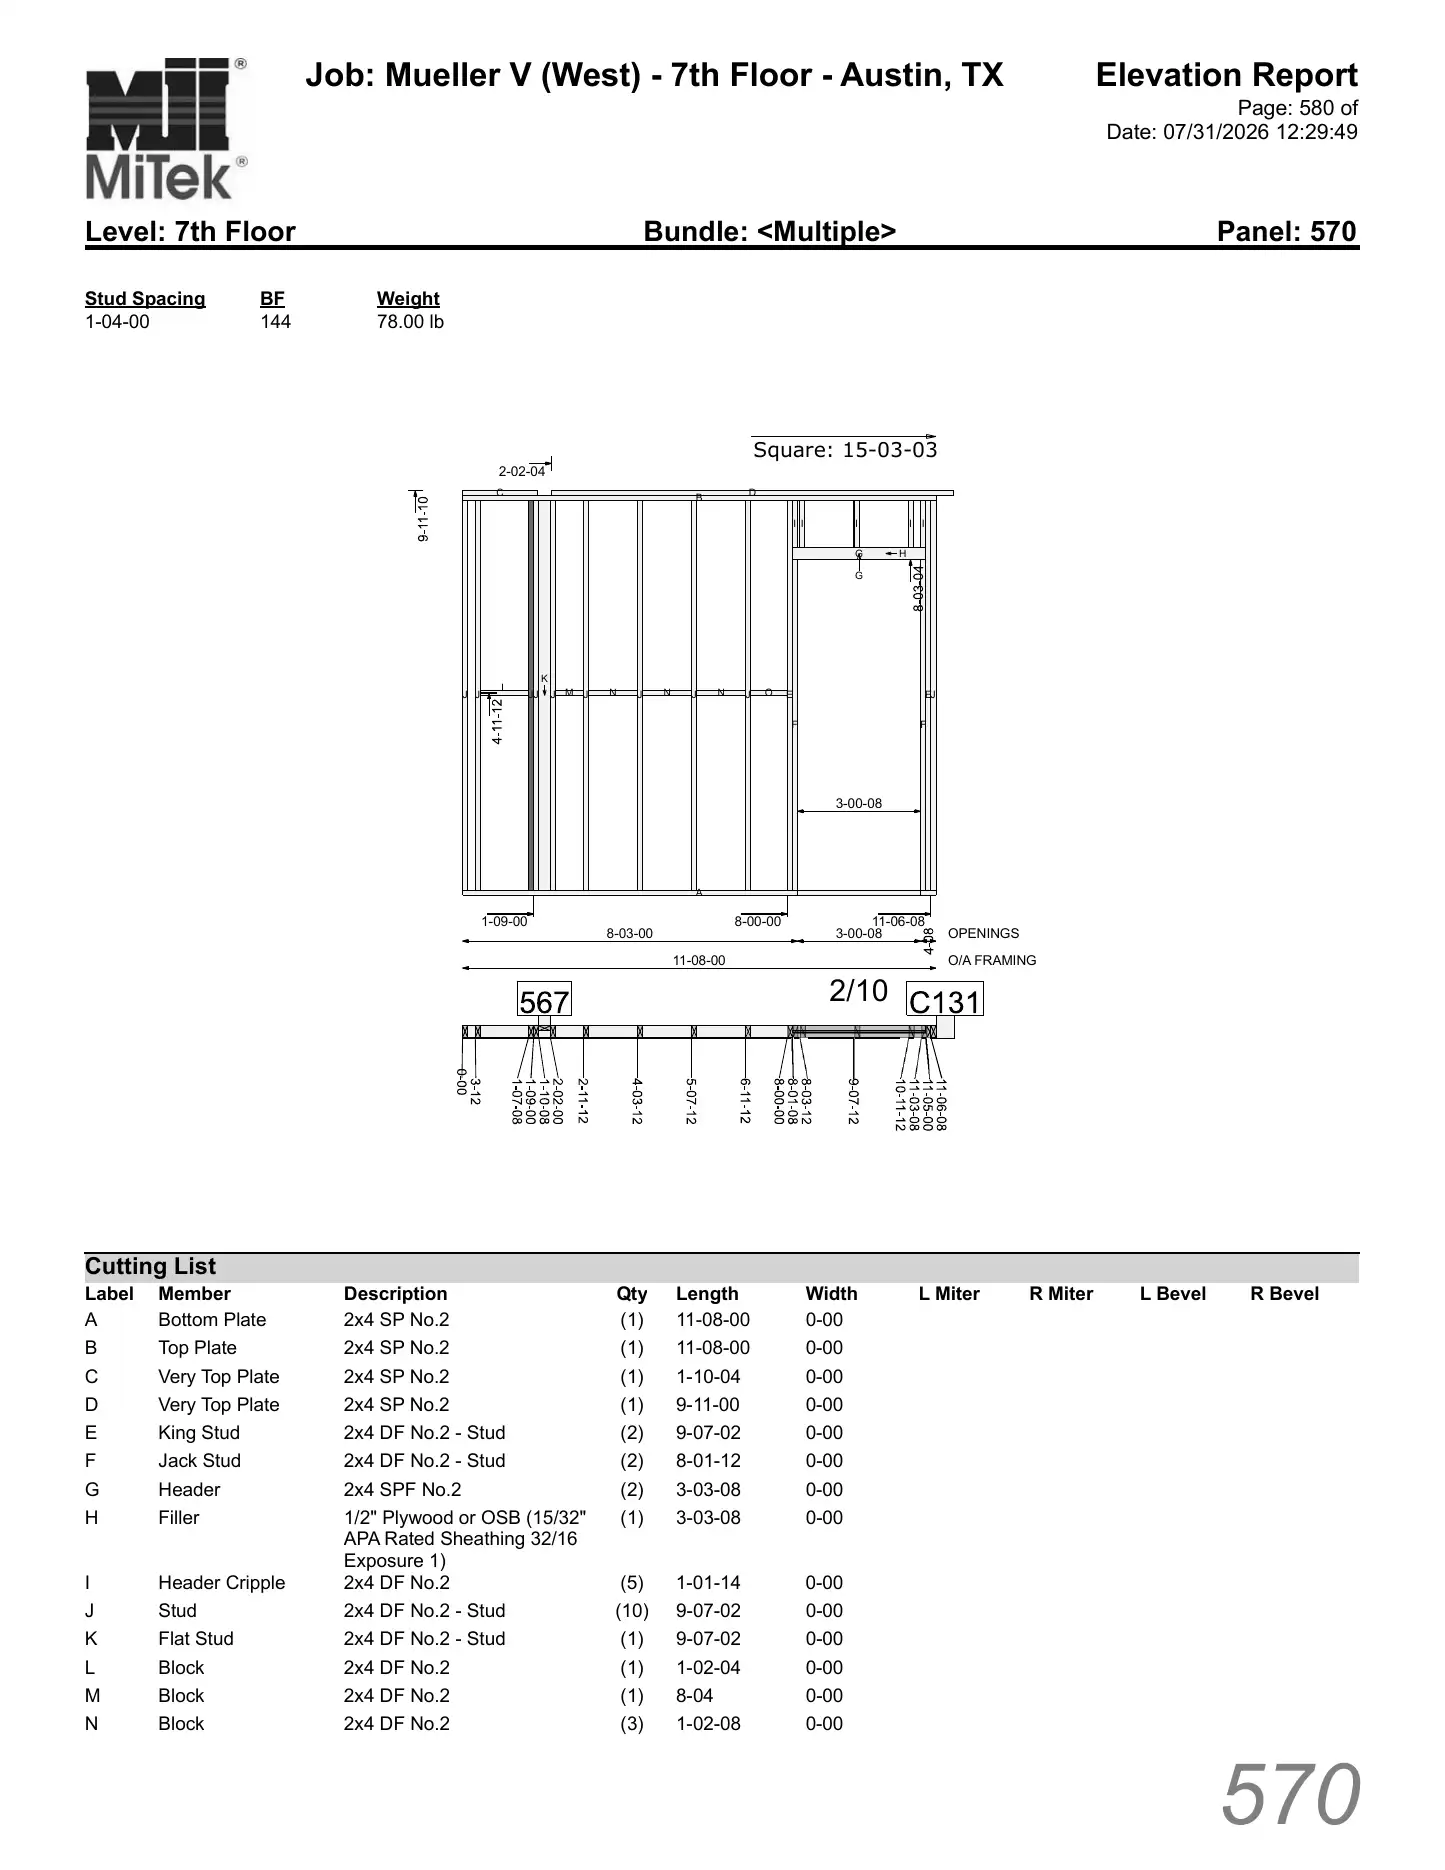 Job: Mueller V (West) - 7th Floor - Austin, TX
Elevation Report
Page: 580 of
Date: 07/31/2026 12:29:49
MiTek®
Level: 7th Floor Bundle: <Multiple> Panel: 570
Stud Spacing BF Weight
1-04-00 144 78.00 lb
Square: 15-03-03
2-02-04
C B D
9-11-10
I I I I I
G H
G
8-03-04
K
J J J J M J N J N J N J O E E J
4-11-12
F F
3-00-08
A
1-09-00 8-00-00 11-06-08
8-03-00 3-00-08 4-08 OPENINGS
11-08-00 O/A FRAMING
567 2/10 C131
0-00 3-12 1-07-08 1-09-00 1-10-08 2-02-00 2-11-12 4-03-12 5-07-12 6-11-12 8-00-00 8-01-08 8-03-12 9-07-12 10-11-12 11-03-08 11-05-00 11-06-08
Cutting List
Label Member Description Qty Length Width L Miter R Miter L Bevel R Bevel
A Bottom Plate 2x4 SP No.2 (1) 11-08-00 0-00
B Top Plate 2x4 SP No.2 (1) 11-08-00 0-00
C Very Top Plate 2x4 SP No.2 (1) 1-10-04 0-00
D Very Top Plate 2x4 SP No.2 (1) 9-11-00 0-00
E King Stud 2x4 DF No.2 - Stud (2) 9-07-02 0-00
F Jack Stud 2x4 DF No.2 - Stud (2) 8-01-12 0-00
G Header 2x4 SPF No.2 (2) 3-03-08 0-00
H Filler 1/2" Plywood or OSB (15/32" (1) 3-03-08 0-00
APA Rated Sheathing 32/16
Exposure 1)
I Header Cripple 2x4 DF No.2 (5) 1-01-14 0-00
J Stud 2x4 DF No.2 - Stud (10) 9-07-02 0-00
K Flat Stud 2x4 DF No.2 - Stud (1) 9-07-02 0-00
L Block 2x4 DF No.2 (1) 1-02-04 0-00
M Block 2x4 DF No.2 (1) 8-04 0-00
N Block 2x4 DF No.2 (3) 1-02-08 0-00
570